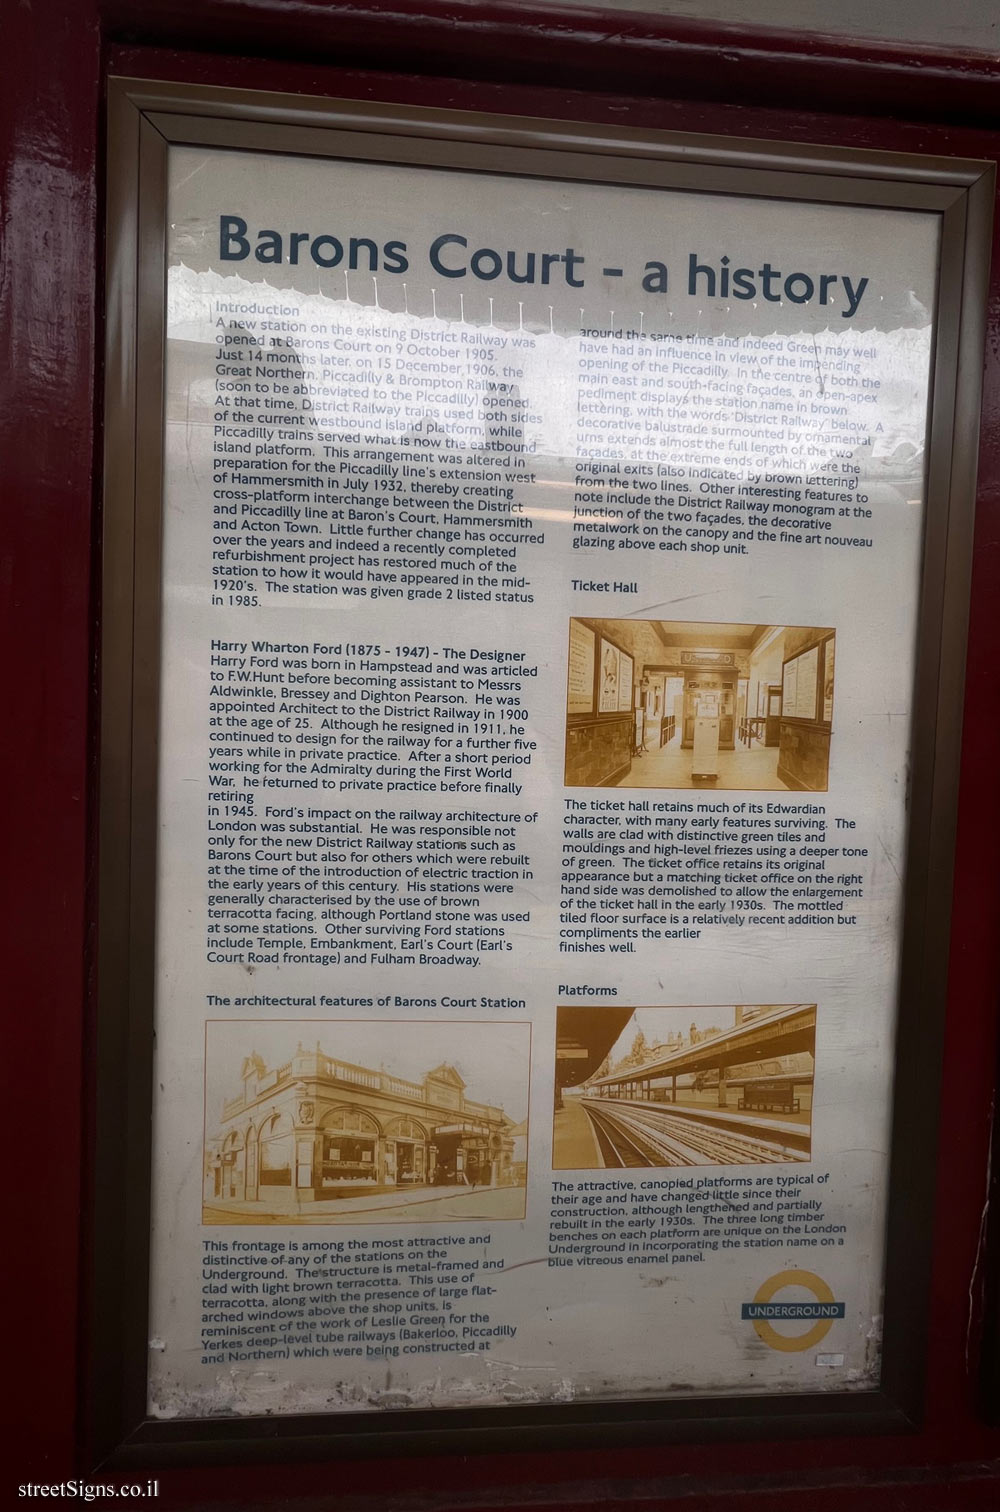 Barons Court - a history
Introduction
A new station on the existing District Railway was
opened at Barons Court on 9 October 1905.
Just 14 months later, on 15 December 1906, the
Great Northern, Piccadilly & Brompton Railway
(soon to be abbreviated to the Piccadilly) opened.
At that time, District Railway trains used both sides
of the current westbound island platform, while
Piccadilly trains served what is now the eastbound
island platform. This arrangement was altered in
preparation for the Piccadilly line's extension west
of Hammersmith in July 1932, thereby creating
cross-platform interchange between the District
and Piccadilly line at Baron's Court, Hammersmith
and Acton Town. Little further change has occurred
over the years and indeed a recently completed
refurbishment project has restored much of the
station to how it would have appeared in the mid-
1920's. The station was given grade 2 listed status
in 1985.
Harry Wharton Ford (1875 - 1947) - The Designer
Harry Ford was born in Hampstead and was articled
to F.W.Hunt before becoming assistant to Messrs
Aldwinkle, Bressey and Dighton Pearson. He was
appointed Architect to the District Railway in 1900
at the age of 25. Although he resigned in 1911, he
continued to design for the railway for a further five
years while in private practice. After a short period
working for the Admiralty during the First World
War, he returned to private practice before finally
retiring
in 1945. Ford's impact on the railway architecture of
London was substantial. He was responsible not
only for the new District Railway stations such as
Barons Court but also for others which were rebuilt
at the time of the introduction of electric traction in
the early years of this century. His stations were
generally characterised by the use of brown
terracotta facing, although Portland stone was used
at some stations. Other surviving Ford stations
include Temple, Embankment, Earl's Court (Earl's
Court Road frontage) and Fulham Broadway.
The architectural features of Barons Court Station
This frontage is among the most attractive and
distinctive of any of the stations on the
Underground. The structure is metal-framed and
clad with light brown terracotta. This use of
terracotta, along with the presence of large flat-
arched windows above the shop units, is
reminiscent of the work of Leslie Green for the
Yerkes deep-level tube railways (Bakerloo, Piccadilly
and Northern) which were being constructed at
around the same time and indeed Green may well
have had an influence in view of the impending
opening of the Piccadilly. In the centre of both the
main east and south-facing façades, an open-apex
pediment displays the station name in brown
lettering, with the words 'District Railway' below. A
decorative balustrade surmounted by ornamental
urns extends almost the full length of the two
façades, at the extreme ends of which were the
original exits (also indicated by brown lettering)
from the two lines. Other interesting features to
note include the District Railway monogram at the
junction of the two façades, the decorative
metalwork on the canopy and the fine art nouveau
glazing above each shop unit.
Ticket Hall
The ticket hall retains much of its Edwardian
character, with many early features surviving. The
walls are clad with distinctive green tiles and
mouldings and high-level friezes using a deeper tone
of green. The ticket office retains its original
appearance but a matching ticket office on the right
hand side was demolished to allow the enlargement
of the ticket hall in the early 1930s. The mottled
tiled floor surface is a relatively recent addition but
compliments the earlier
finishes well.
Platforms
The attractive, canopied platforms are typical of
their age and have changed little since their
construction, although lengthened and partially
rebuilt in the early 1930s. The three long timber
benches on each platform are unique on the London
Underground in incorporating the station name on a
blue vitreous enamel panel.
UNDERGROUND
streetSigns.co.il